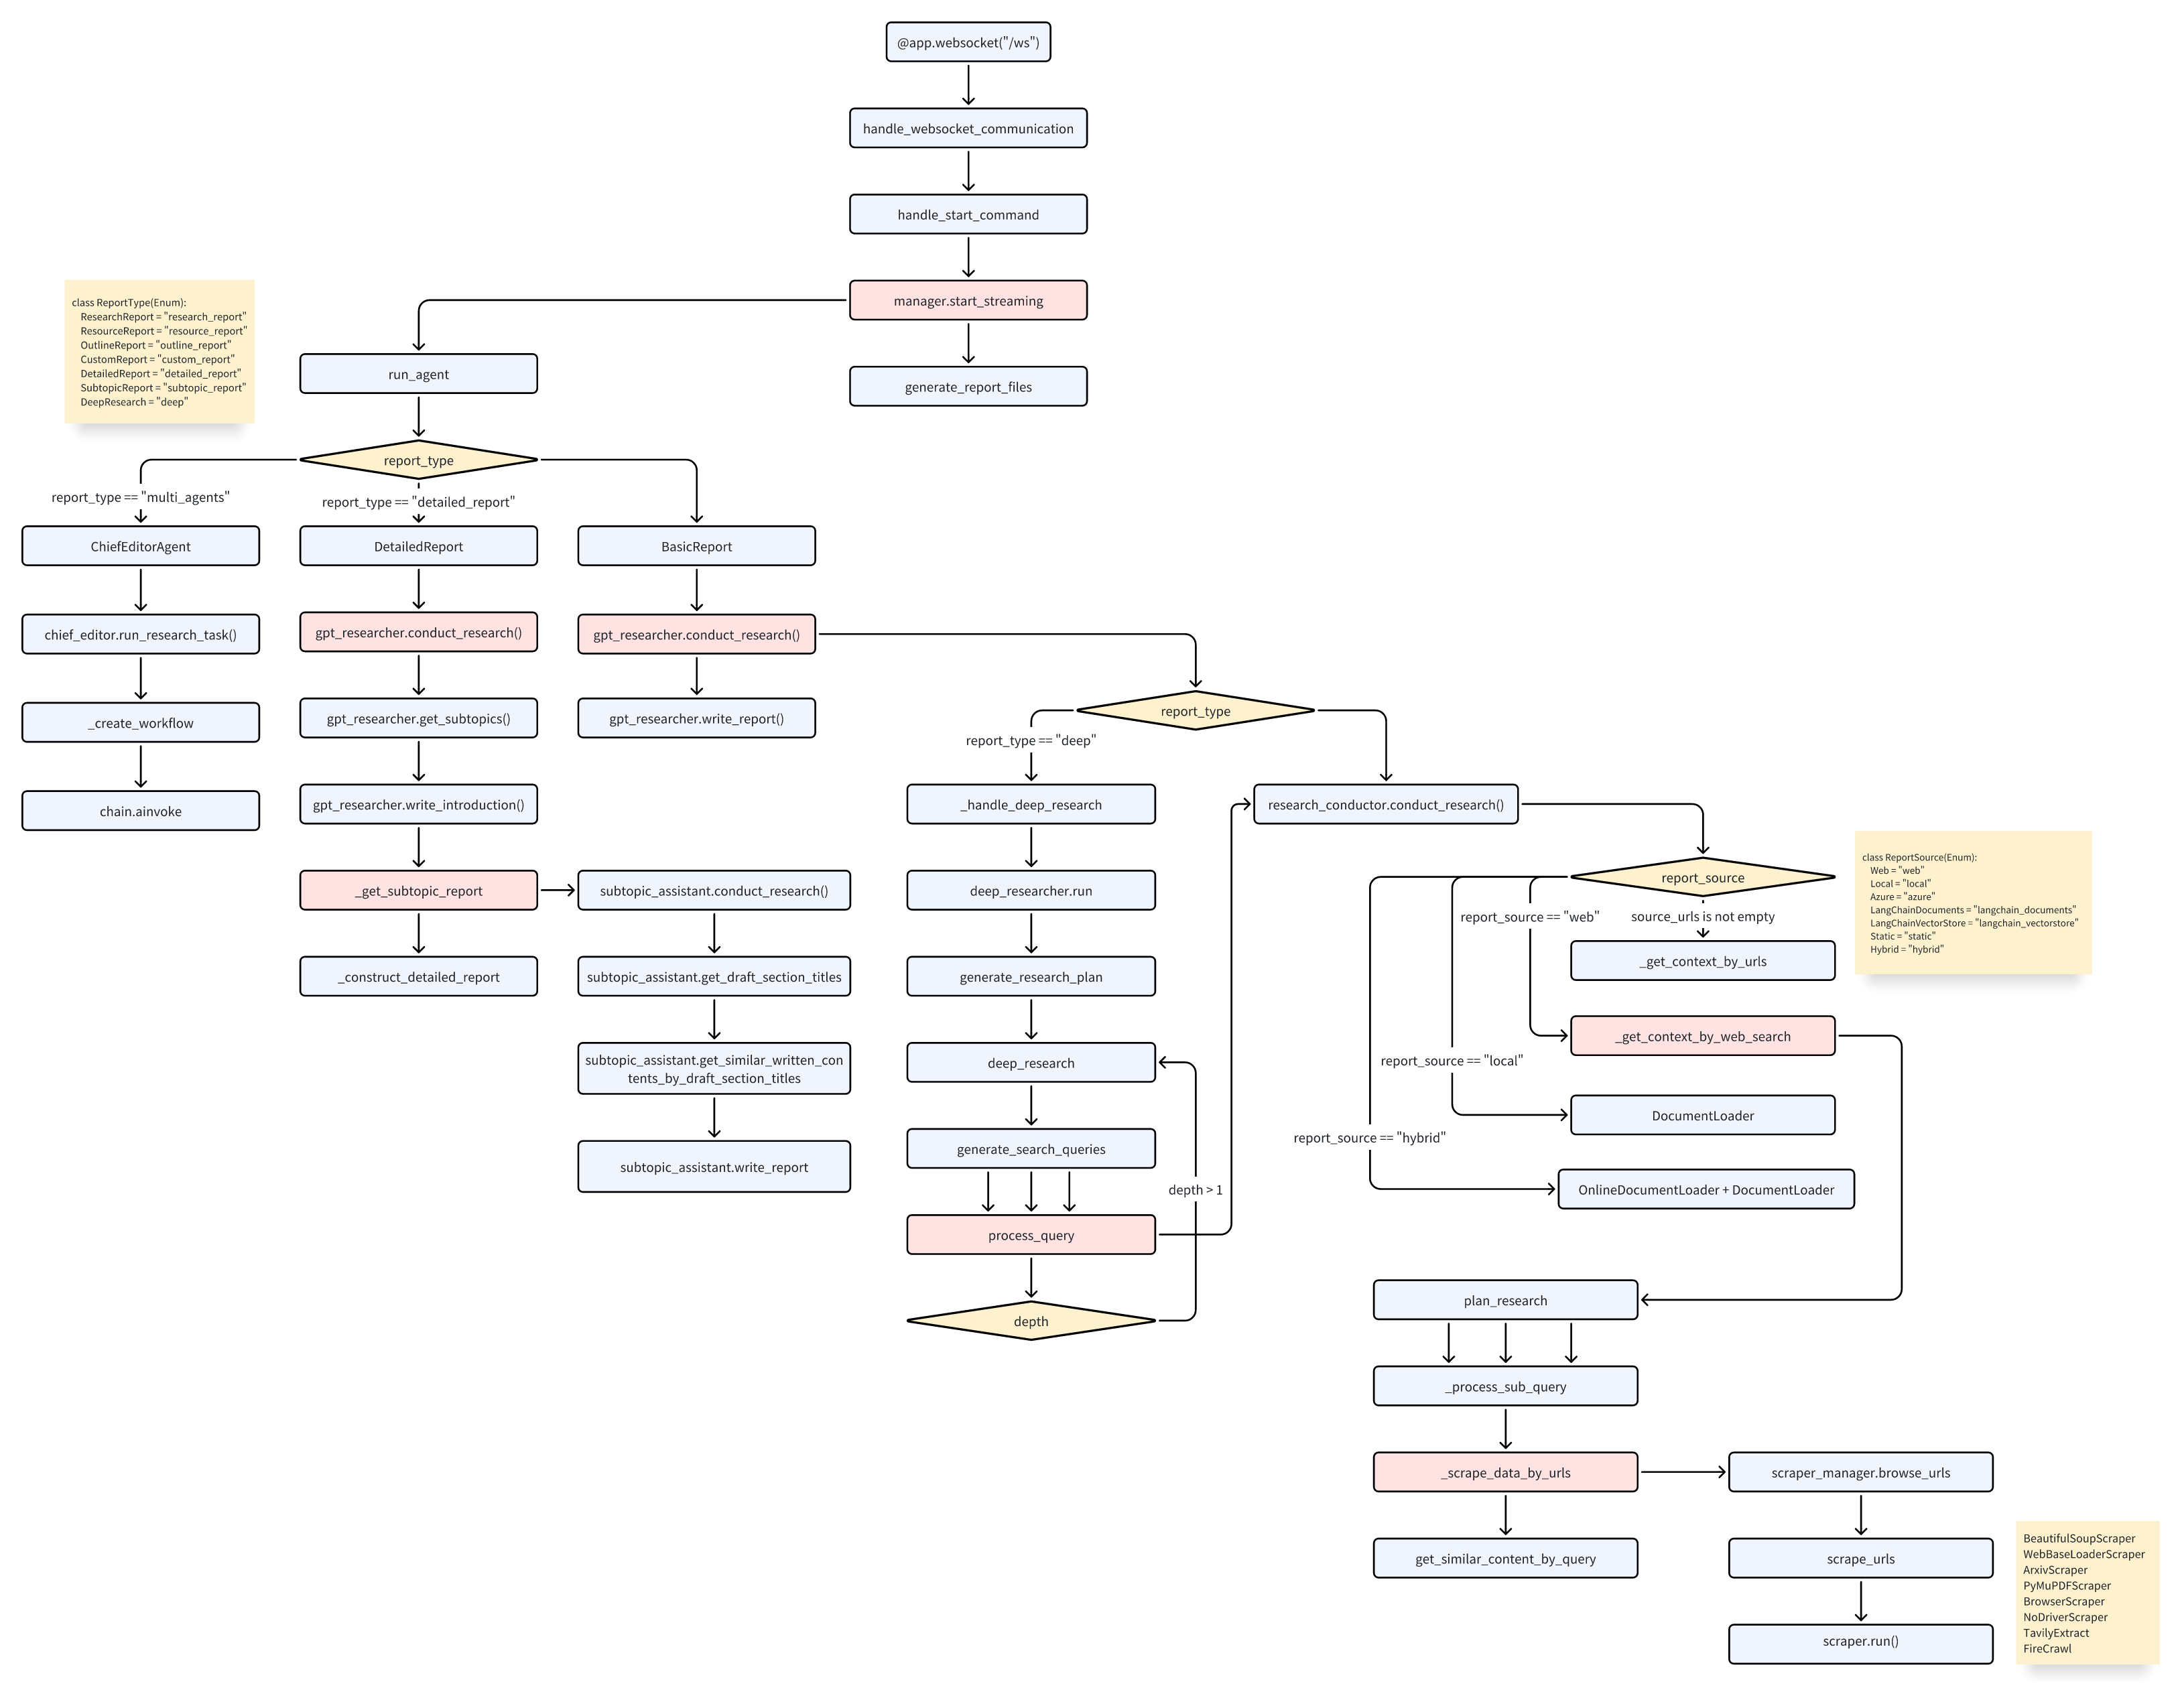 @app.websocket("/ws")
handle_websocket_communication
handle_start_command
manager.start_streaming
generate_report_files
class ReportType(Enum):
ResearchReport = "research_report"
ResourceReport = "resource_report"
OutlineReport = "outline_report"
CustomReport = "custom_report"
DetailedReport = "detailed_report"
SubtopicReport = "subtopic_report"
DeepResearch = "deep"
run_agent
report_type
report_type == "multi_agents"
report_type == "detailed_report"
ChiefEditorAgent
chief_editor.run_research_task()
_create_workflow
chain.ainvoke
DetailedReport
gpt_researcher.conduct_research()
gpt_researcher.get_subtopics()
gpt_researcher.write_introduction()
_get_subtopic_report
_construct_detailed_report
BasicReport
gpt_researcher.conduct_research()
gpt_researcher.write_report()
subtopic_assistant.conduct_research()
subtopic_assistant.get_draft_section_titles
subtopic_assistant.get_similar_written_con
tents_by_draft_section_titles
subtopic_assistant.write_report
report_type
report_type == "deep"
_handle_deep_research
deep_researcher.run
generate_research_plan
deep_research
generate_search_queries
depth > 1
process_query
depth
research_conductor.conduct_research()
report_source
class ReportSource(Enum):
Web = "web"
Local = "local"
Azure = "azure"
LangChainDocuments = "langchain_documents"
LangChainVectorStore = "langchain_vectorstore"
Static = "static"
Hybrid = "hybrid"
report_source == "web"
source_urls is not empty
_get_context_by_urls
_get_context_by_web_search
report_source == "local"
DocumentLoader
report_source == "hybrid"
OnlineDocumentLoader + DocumentLoader
plan_research
_process_sub_query
_scrape_data_by_urls
get_similar_content_by_query
scraper_manager.browse_urls
scrape_urls
scraper.run()
BeautifulSoupScraper
WebBaseLoaderScraper
ArxivScraper
PyMuPDFScraper
BrowserScraper
NoDriverScraper
TavilyExtract
FireCrawl